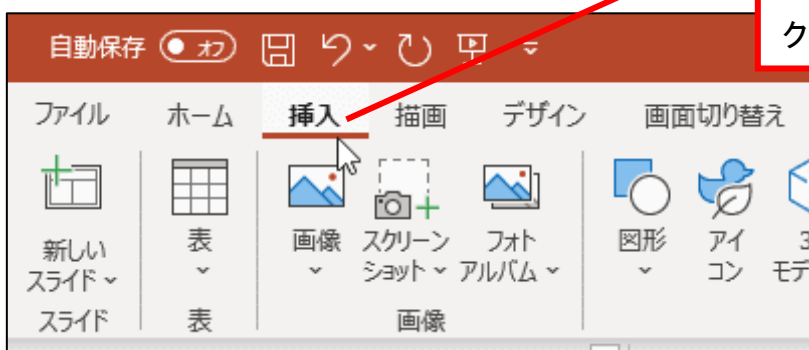 自動保存 オフ
ク
ファイル ホーム 挿入 描画 デザイン 画面切り替え
新しい スライド
表
画像
スクリーン ショット
フォト アルバム
図形
アイ コン
3 モデ
スライド 表 画像